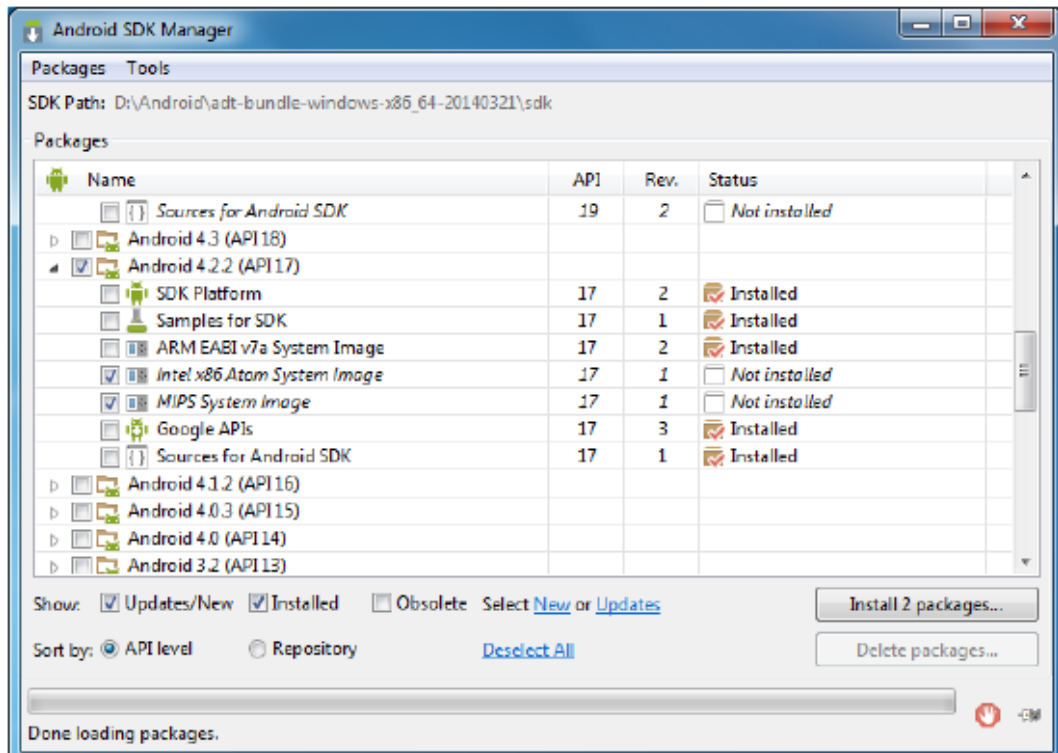 Android SDK Manager
Packages Tools
SDK Path: D:\Android\adt-bundle-windows-x86_64-20140321\sdk
Packages
Name API Rev. Status
{} Sources for Android SDK 19 2 Not installed
Android 4.3 (API 18)
Android 4.2.2 (API 17)
SDK Platform 17 2 Installed
Samples for SDK 17 1 Installed
ARM EABI v7a System Image 17 2 Installed
Intel x86 Atom System Image 17 1 Not installed
MIPS System Image 17 1 Not installed
Google APIs 17 3 Installed
{} Sources for Android SDK 17 1 Installed
Android 4.1.2 (API 16)
Android 4.0.3 (API 15)
Android 4.0 (API 14)
Android 3.2 (API 13)
Show: Updates/New Installed Obsolete Select New or Updates Install 2 packages...
Sort by: API level Repository Deselect All Delete packages...
Done loading packages.